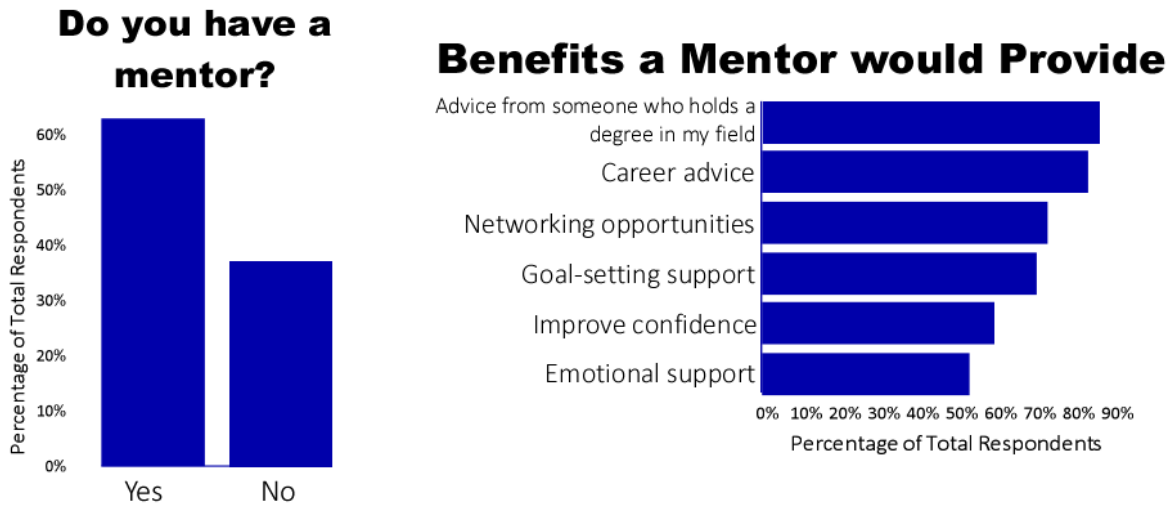 Do you have a
mentor?
Percentage of Total Respondents
60%
50%
40%
30%
20%
10%
0%
Yes No
Benefits a Mentor would Provide
Advice from someone who holds a
degree in my field
Career advice
Networking opportunities
Goal-setting support
Improve confidence
Emotional support
0% 10% 20% 30% 40% 50% 60% 70% 80% 90%
Percentage of Total Respondents